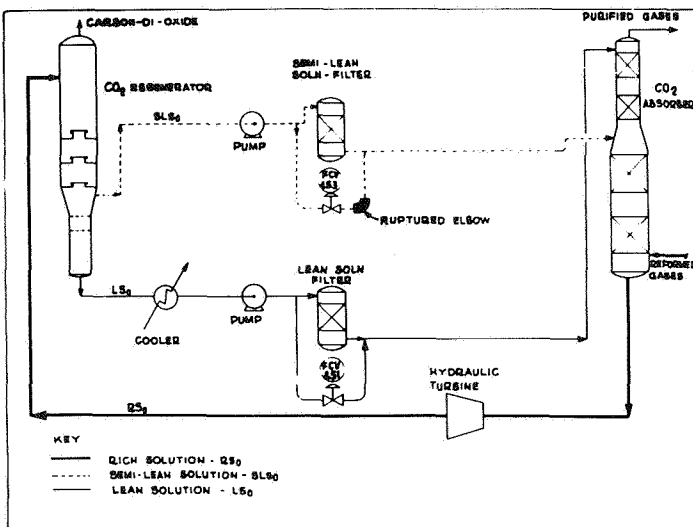 CARBON-DI-OXIDE
PURIFIED GASES
CO2 REGENERATOR
SEMI-LEAN
SOLN-FILTER
CO2
ABSORBER
SLS0
PUMP
FCV
RUPTURED ELBOW
REFORMED
GASES
LEAN SOLN
FILTER
LS0
COOLER
PUMP
FCV
451
HYDRAULIC
TURBINE
RS0
KEY
RICH SOLUTION - RS0
SEMI-LEAN SOLUTION - SLS0
LEAN SOLUTION - LS0